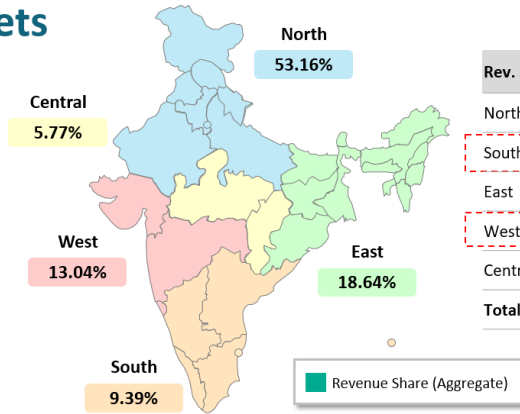 ets
North
53.16%
Central
5.77%
West
13.04%
East
18.64%
South
9.39%
Rev.
North
South
East
West
Centr
Total
Revenue Share (Aggregate)